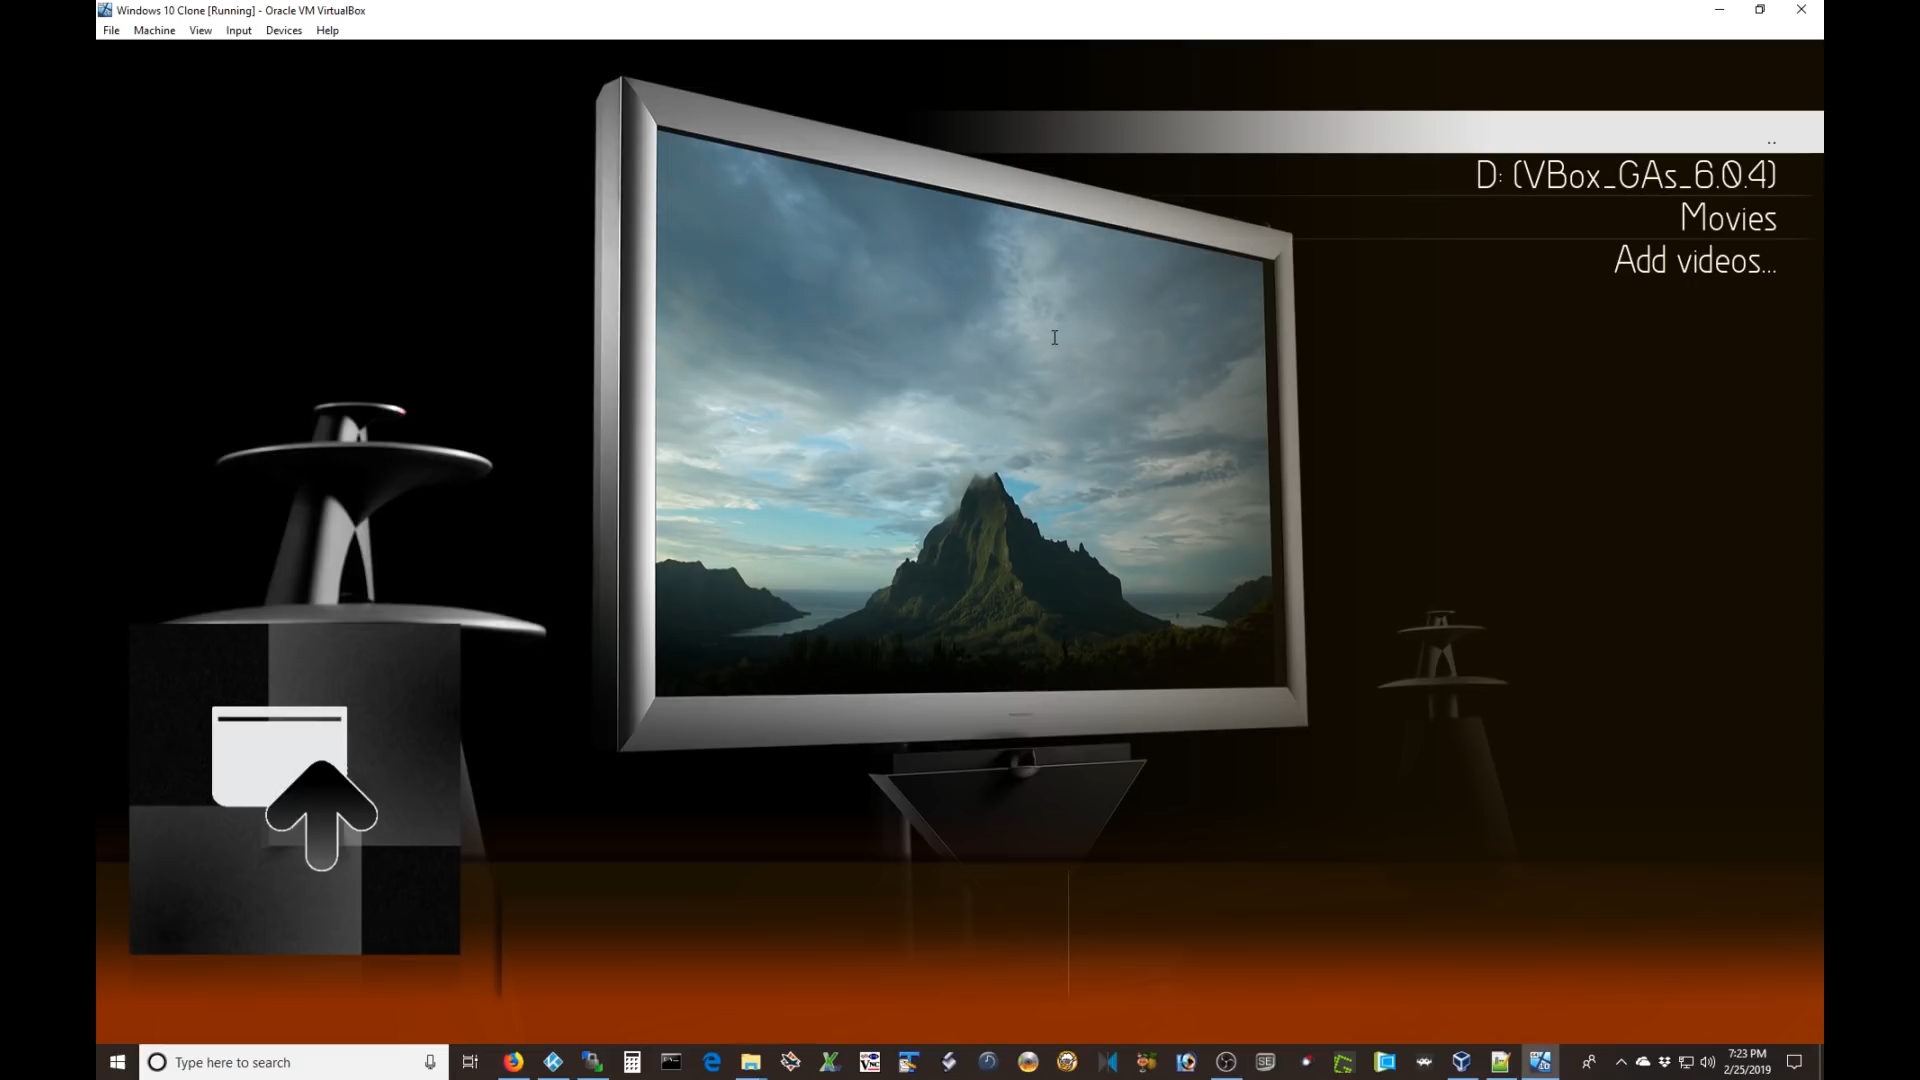 Windows 10 Clone [Running] - Oracle VM VirtualBox
File Machine View Input Devices Help
..
D: (VBox_GAs_6.0.4)
Movies
Add videos...
Type here to search
7:23 PM
2/25/2019